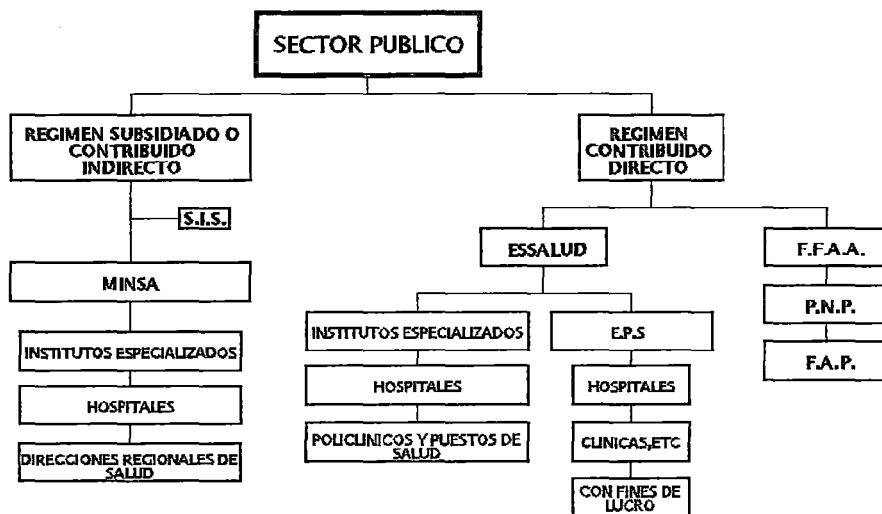 SECTOR PUBLICO
REGIMEN SUBSIDIADO O
CONTRIBUIDO
INDIRECTO
S.I.S.
MINSA
INSTITUTOS ESPECIALIZADOS
HOSPITALES
DIRECCIONES REGIONALES DE
SALUD
REGIMEN
CONTRIBUIDO
DIRECTO
ESSALUD
INSTITUTOS ESPECIALIZADOS
HOSPITALES
POLICLINICOS Y PUESTOS DE
SALUD
E.P.S
HOSPITALES
CLINICAS,ETC
CON FINES DE
LUCRO
F.F.A.A.
P.N.P.
F.A.P.